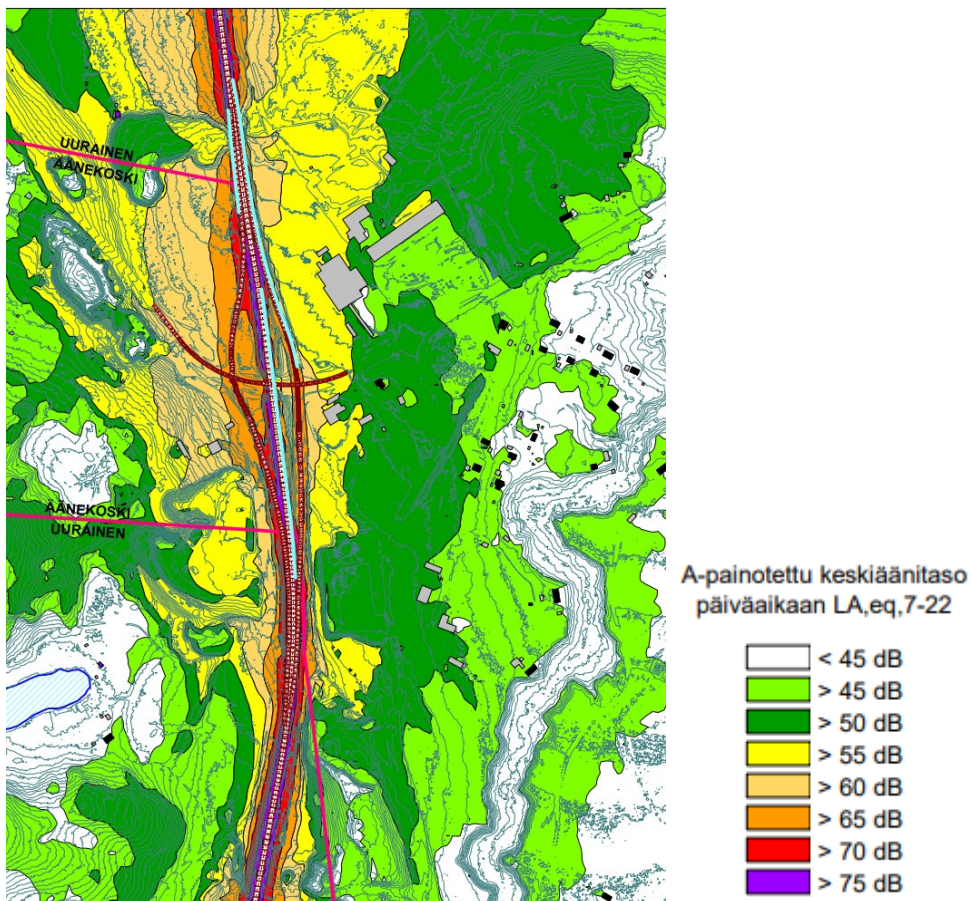 UURAINEN
ÄÄNEKOSKI
ÄÄNEKOSKI
UURAINEN
A-painotettu keskiäänitaso
päiväaikaan LA,eq,7-22
< 45 dB
> 45 dB
> 50 dB
> 55 dB
> 60 dB
> 65 dB
> 70 dB
> 75 dB